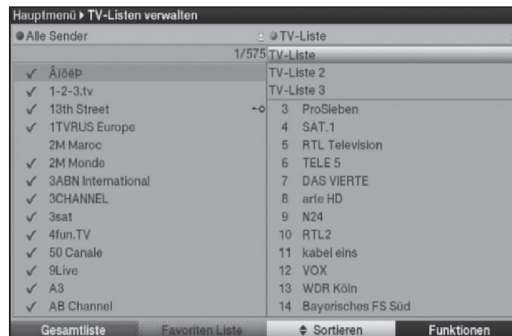 Hauptmenü ▸ TV-Listen verwalten
Alle Sender
1/575
✓ Äïöëÿ
✓ 1-2-3.tv
✓ 13th Street
✓ 1TVRUS Europe
2M Maroc
✓ 2M Monde
✓ 3ABN International
✓ 3CHANNEL
✓ 3sat
✓ 4fun.TV
✓ 50 Canale
✓ 9Live
✓ A3
✓ AB Channel
TV-Liste
TV-Liste
TV-Liste 2
TV-Liste 3
3 ProSieben
4 SAT.1
5 RTL Television
6 TELE 5
7 DAS VIERTE
8 arte HD
9 N24
10 RTL2
11 kabel eins
12 VOX
13 WDR Köln
14 Bayerisches FS Süd
Gesamtliste Favoriten Liste Sortieren Funktionen